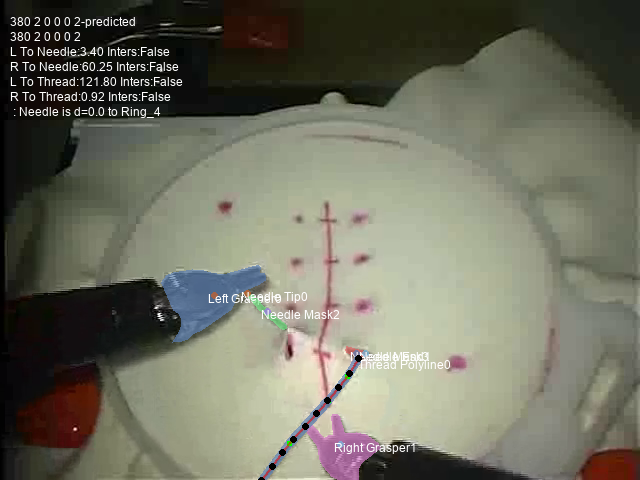 380 2 0 0 0 2-predicted
380 2 0 0 0 2
L To Needle:3.40 Inters:False
R To Needle:60.25 Inters:False
L To Thread:121.80 Inters:False
R To Thread:0.92 Inters:False
: Needle is d=0.0 to Ring_4
Needle Tip0
Needle Mask2
Thread Polyline0
Right Grasper1